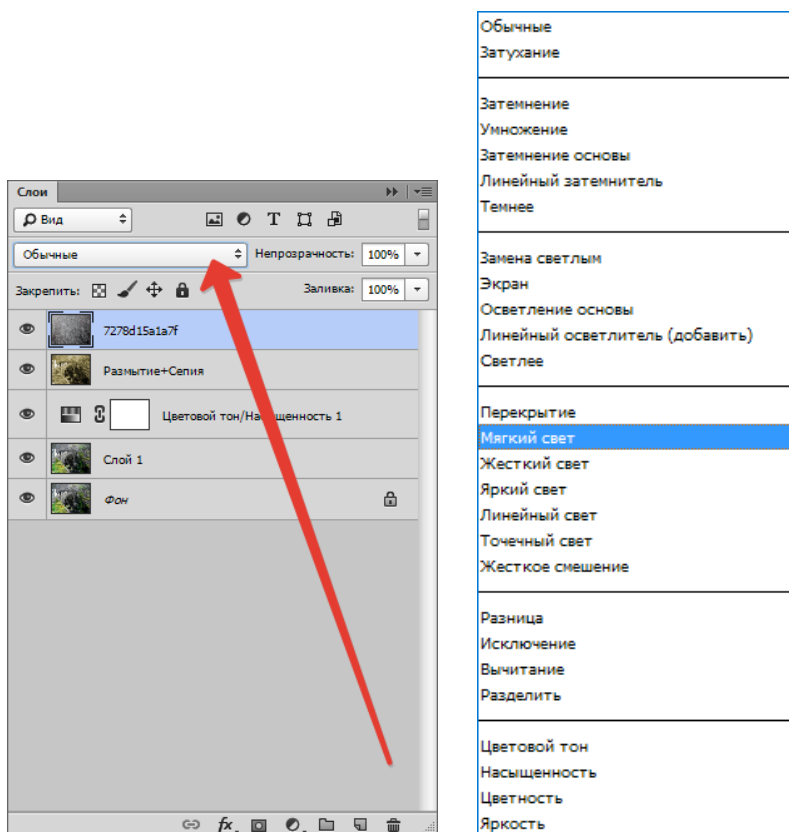 Слои
Вид
Обычные
Непрозрачность: 100%
Закрепить:
Заливка: 100%
7278d15a1a7f
Размытие+Сепия
Цветовой тон/Насыщенность 1
Слой 1
Фон
fx
Обычные
Затухание
Затемнение
Умножение
Затемнение основы
Линейный затемнитель
Темнее
Замена светлым
Экран
Осветление основы
Линейный осветлитель (добавить)
Светлее
Перекрытие
Мягкий свет
Жесткий свет
Яркий свет
Линейный свет
Точечный свет
Жесткое смешение
Разница
Исключение
Вычитание
Разделить
Цветовой тон
Насыщенность
Цветность
Яркость